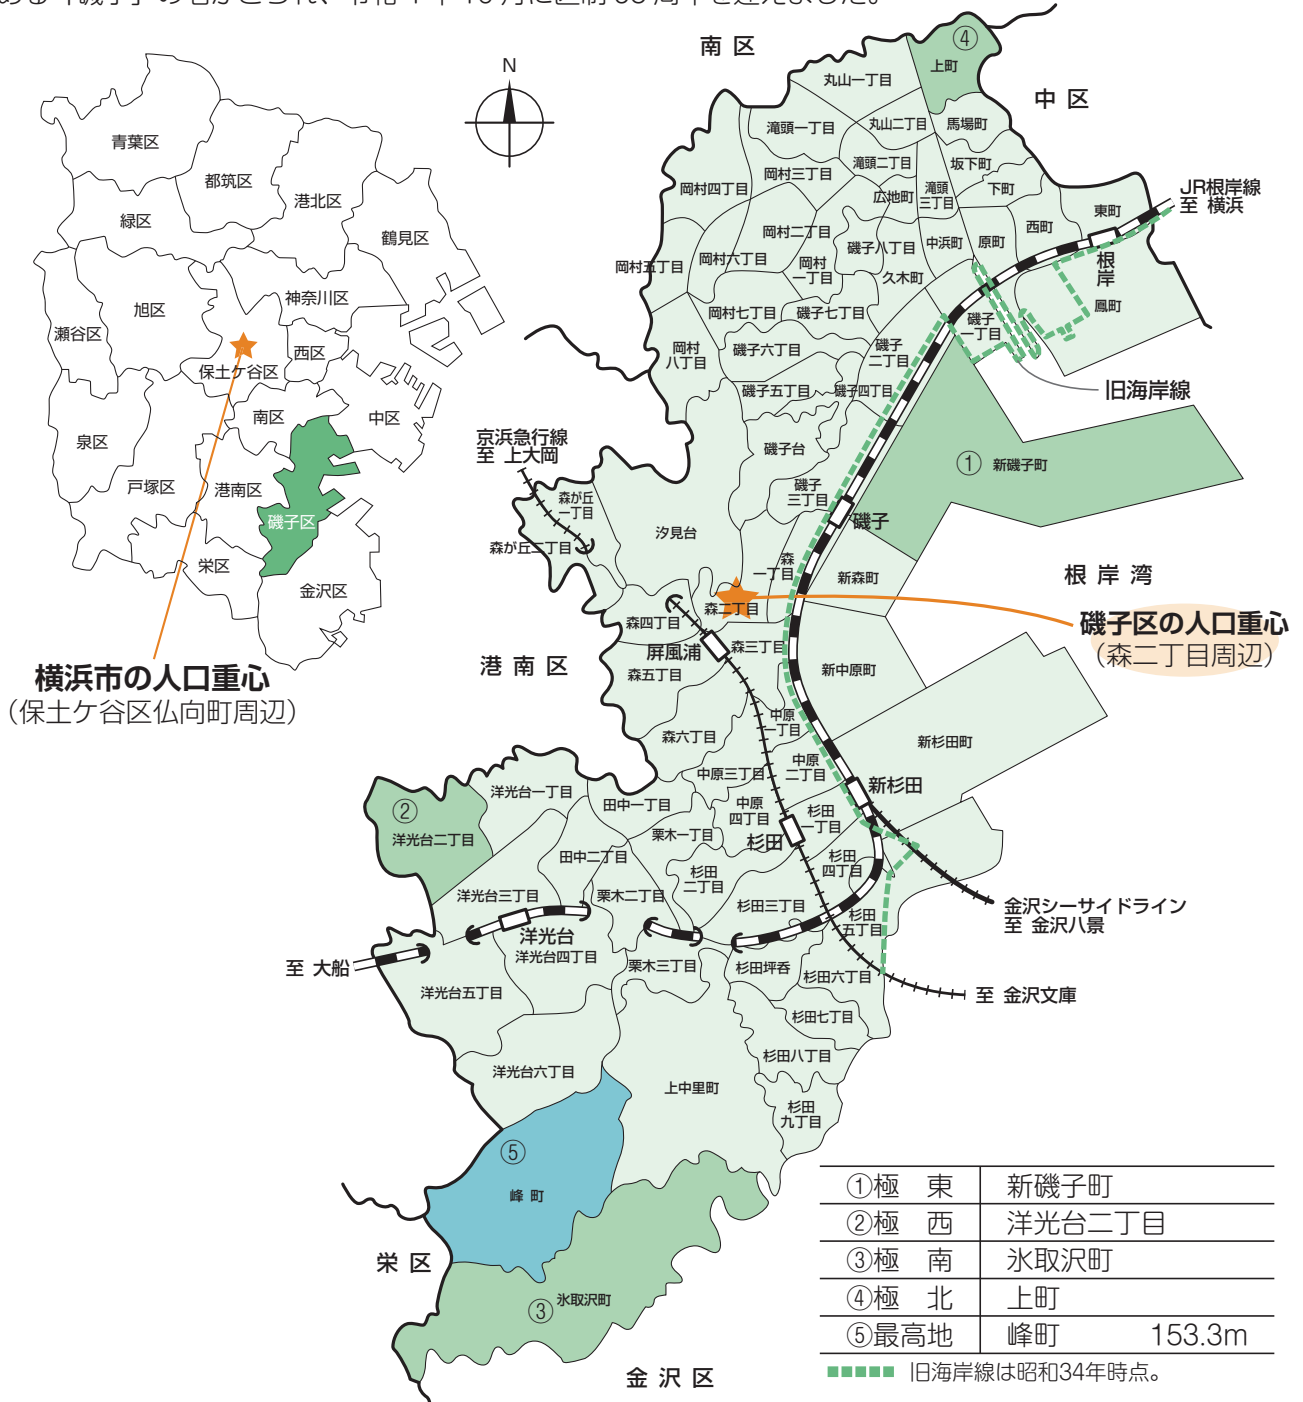 南区
④
上町
中区
丸山一丁目
N
滝頭一丁目
丸山二丁目
馬場町
青葉区
都筑区
港北区
緑区
鶴見区
旭区
神奈川区
瀬谷区
西区
保土ケ谷区
泉区
南区
中区
戸塚区
港南区
磯子区
栄区
金沢区
横浜市の人口重心
（保土ケ谷区仏向町周辺）
岡村三丁目
滝頭二丁目
坂下町
岡村四丁目
広地町
滝頭
三丁目
下町
JR根岸線
至 横浜
東町
西町
岡村二丁目
磯子八丁目
中浜町
原町
岡村五丁目
岡村六丁目
岡村
一丁目
久木町
根岸
鳳町
岡村七丁目
磯子七丁目
磯子
一丁目
岡村
八丁目
磯子六丁目
磯子
二丁目
磯子五丁目
磯子四丁目
旧海岸線
京浜急行線
至 上大岡
磯子台
① 新磯子町
磯子
三丁目
森が丘
一丁目
汐見台
磯子
森が丘二丁目
森
一丁目
新森町
根岸湾
森二丁目
磯子区の人口重心
（森二丁目周辺）
森四丁目
港南区
屏風浦
森三丁目
森五丁目
新中原町
森六丁目
中原
一丁目
新杉田町
中原三丁目
中原
二丁目
新杉田
洋光台一丁目
田中一丁目
中原
四丁目
杉田
一丁目
②
洋光台二丁目
栗木一丁目
杉田
田中二丁目
杉田
二丁目
杉田
四丁目
洋光台三丁目
栗木二丁目
杉田三丁目
杉田
五丁目
金沢シーサイドライン
至 金沢八景
洋光台
洋光台四丁目
至 大船
栗木三丁目
杉田坪呑
杉田六丁目
洋光台五丁目
至 金沢文庫
杉田七丁目
杉田八丁目
洋光台六丁目
上中里町
杉田
九丁目
⑤
峰町
栄区
③ 氷取沢町
金沢区
①極 東 新磯子町
②極 西 洋光台二丁目
③極 南 氷取沢町
④極 北 上町
⑤最高地 峰町 153.3m
旧海岸線は昭和34年時点。